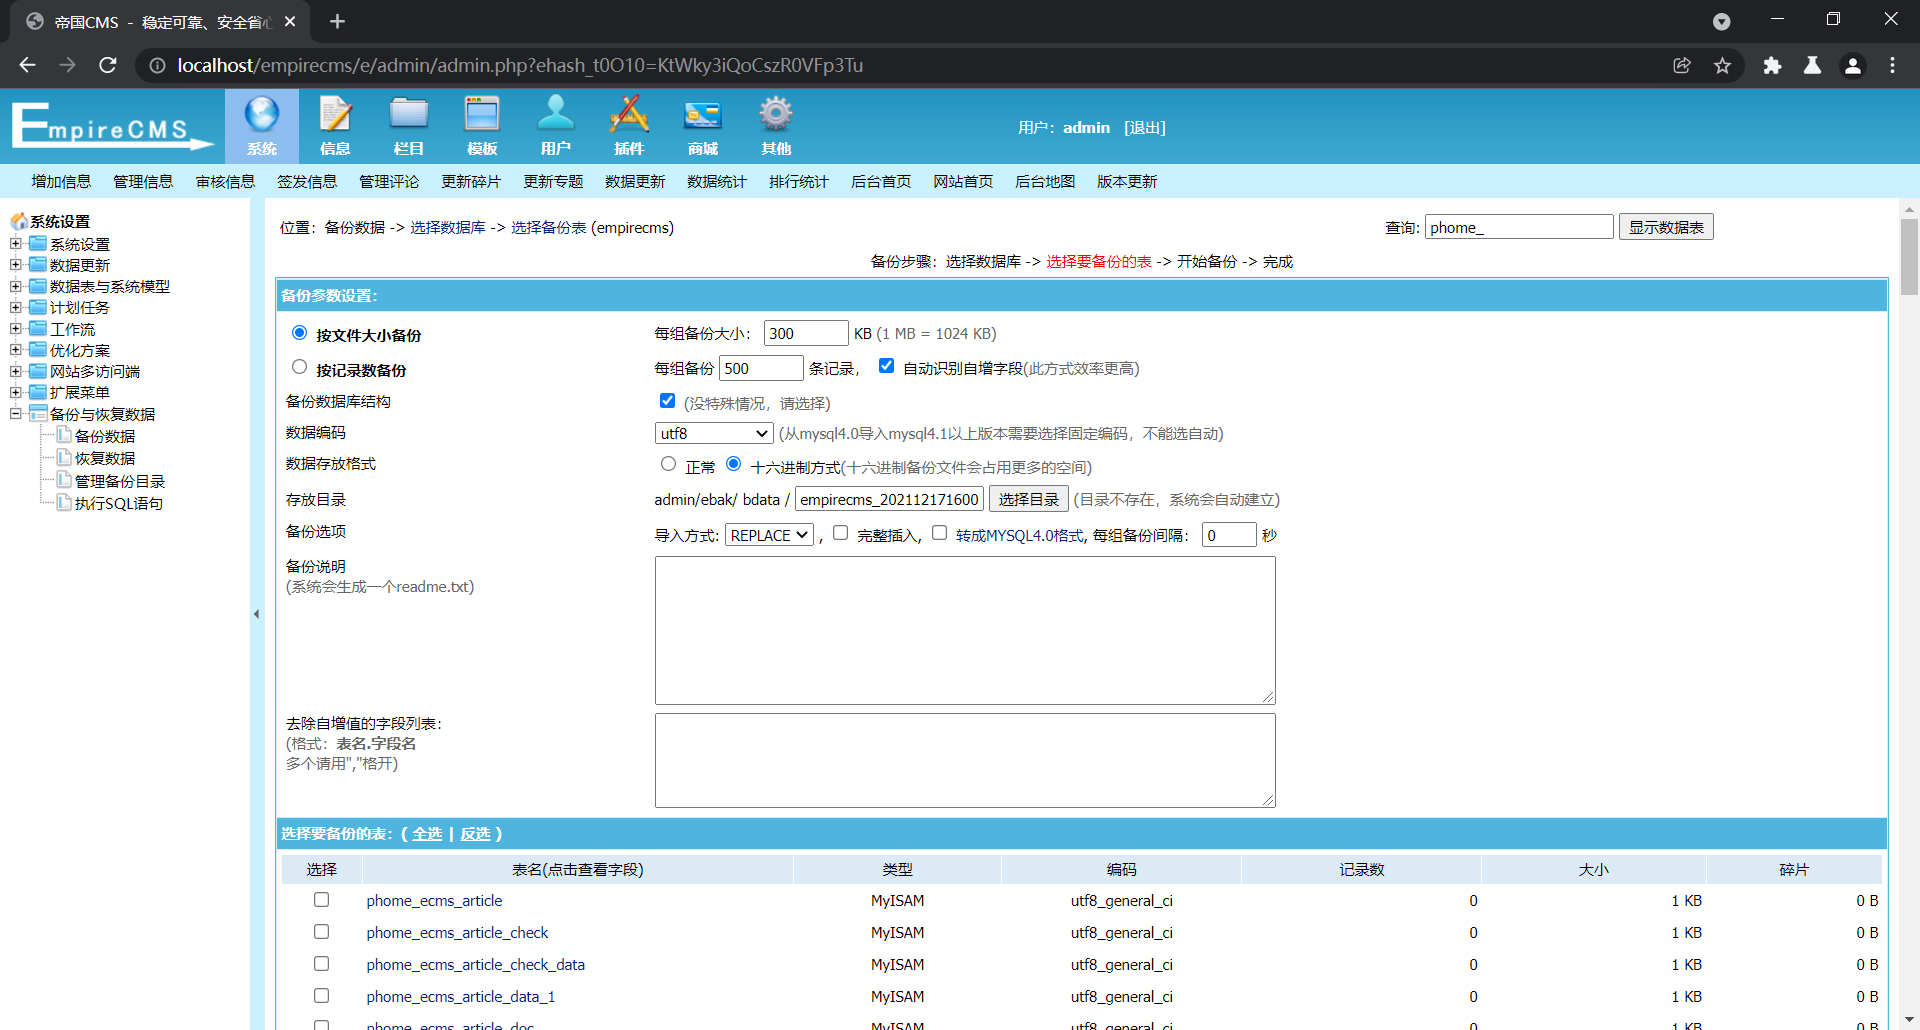 帝国CMS - 稳定可靠、安全省心
localhost/empirecms/e/admin/admin.php?ehash_t0O10=KtWky3iQoCszR0VFp3Tu
EmpireCMS
系统 信息 栏目 模板 用户 插件 商城 其他
用户：admin [退出]
增加信息 管理信息 审核信息 签发信息 管理评论 更新碎片 更新专题 数据更新 数据统计 排行统计 后台首页 网站首页 后台地图 版本更新
系统设置
系统设置
数据更新
数据表与系统模型
计划任务
工作流
优化方案
网站多访问端
扩展菜单
备份与恢复数据
备份数据
恢复数据
管理备份目录
执行SQL语句
位置：备份数据 -> 选择数据库 -> 选择备份表 (empirecms)
查询: phome_ 显示数据表
备份步骤：选择数据库 -> 选择要备份的表 -> 开始备份 -> 完成
备份参数设置：
按文件大小备份 每组备份大小： 300 KB (1 MB = 1024 KB)
按记录数备份 每组备份 500 条记录， 自动识别自增字段(此方式效率更高)
备份数据库结构 (没特殊情况，请选择)
数据编码 utf8 (从mysql4.0导入mysql4.1以上版本需要选择固定编码，不能选自动)
数据存放格式 正常 十六进制方式(十六进制备份文件会占用更多的空间)
存放目录 admin/ebak/ bdata / empirecms_202112171600 选择目录 (目录不存在，系统会自动建立)
备份选项 导入方式: REPLACE ， 完整插入, 转成MYSQL4.0格式, 每组备份间隔： 0 秒
备份说明
(系统会生成一个readme.txt)
去除自增值的字段列表：
(格式：表名.字段名
多个请用","格开)
选择要备份的表：( 全选 | 反选 )
选择 表名(点击查看字段) 类型 编码 记录数 大小 碎片
phome_ecms_article MyISAM utf8_general_ci 0 1 KB 0 B
phome_ecms_article_check MyISAM utf8_general_ci 0 1 KB 0 B
phome_ecms_article_check_data MyISAM utf8_general_ci 0 1 KB 0 B
phome_ecms_article_data_1 MyISAM utf8_general_ci 0 1 KB 0 B
phome_ecms_article_doc MyISAM utf8_general_ci 0 1 KB 0 B